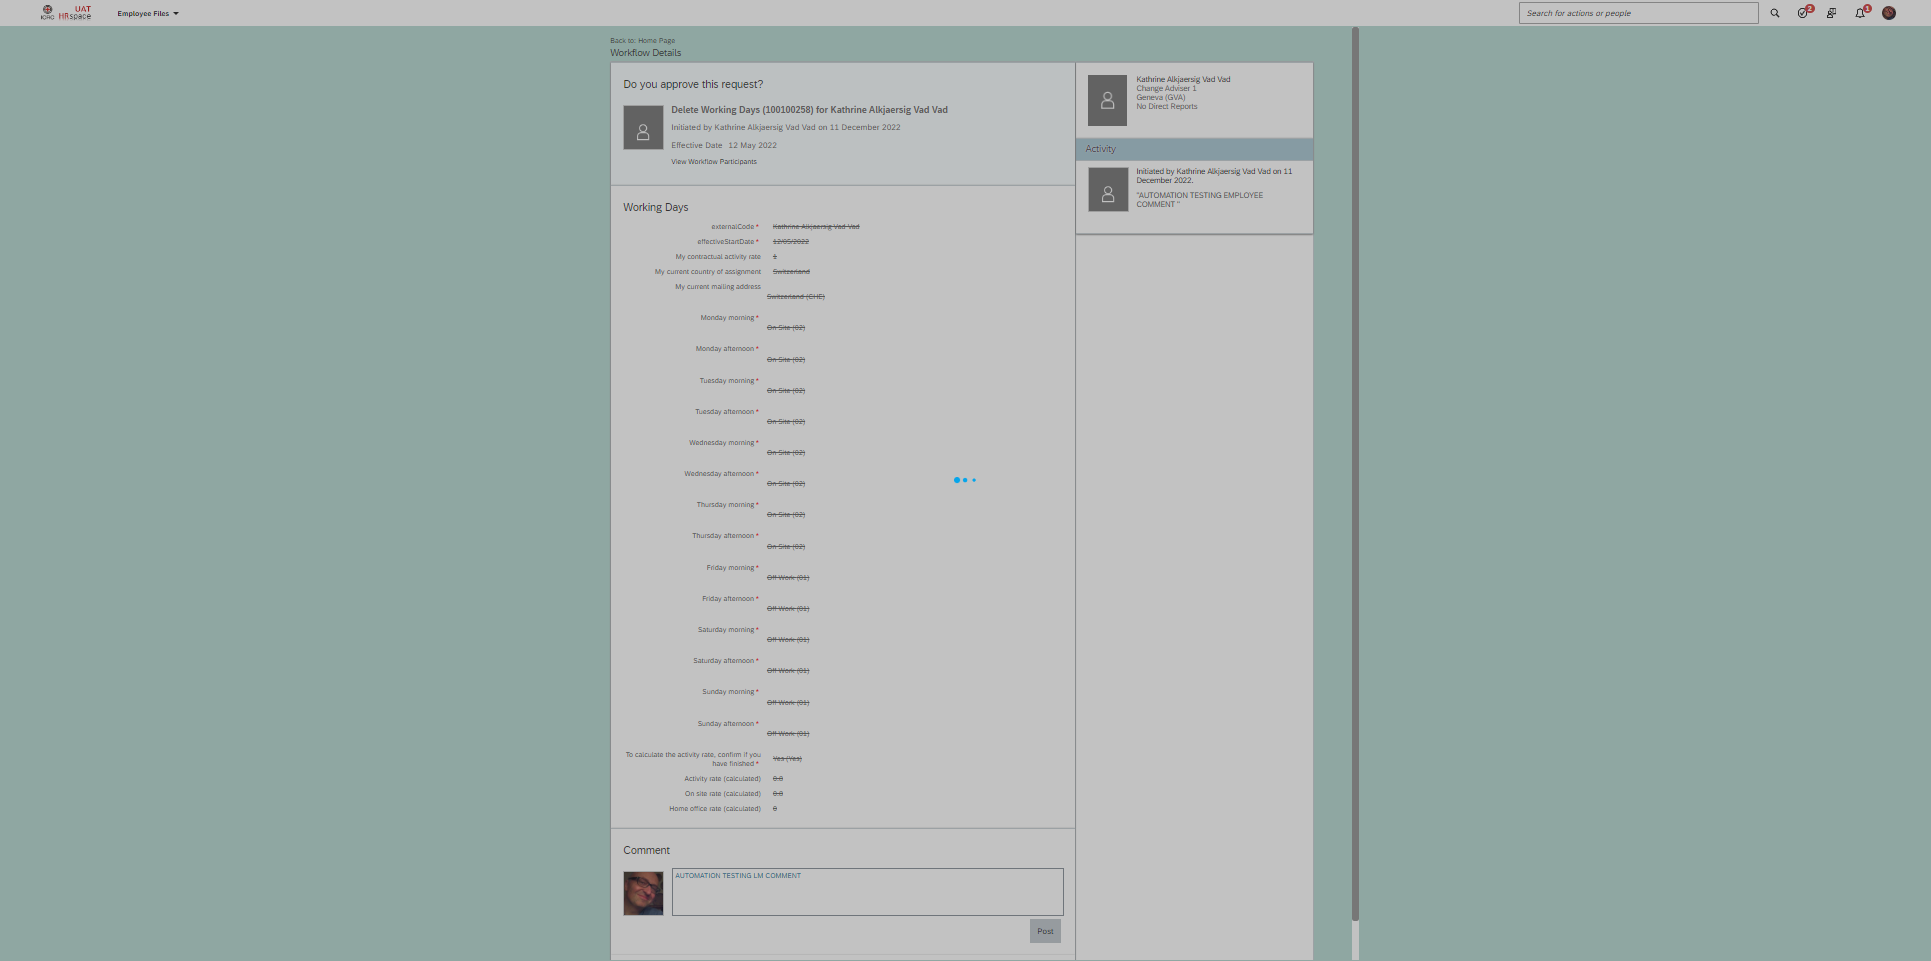 ICRC
UAT
HRspace
Employee Files
Search for actions or people
2
1
Back to: Home Page
Workflow Details
Do you approve this request?
Delete Working Days (100100258) for Kathrine Alkjaersig Vad Vad
Initiated by Kathrine Alkjaersig Vad Vad on 11 December 2022
Effective Date 12 May 2022
View Workflow Participants
Kathrine Alkjaersig Vad Vad
Change Adviser 1
Geneva (GVA)
No Direct Reports
Activity
Initiated by Kathrine Alkjaersig Vad Vad on 11
December 2022.
"AUTOMATION TESTING EMPLOYEE
COMMENT "
Working Days
externalCode * Kathrine Alkjaersig Vad Vad
effectiveStartDate * 12/05/2022
My contractual activity rate 1
My current country of assignment Switzerland
My current mailing address
Switzerland (CHE)
Monday morning *
On Site (02)
Monday afternoon *
On Site (02)
Tuesday morning *
On Site (02)
Tuesday afternoon *
On Site (02)
Wednesday morning *
On Site (02)
Wednesday afternoon *
On Site (02)
Thursday morning *
On Site (02)
Thursday afternoon *
On Site (02)
Friday morning *
Off Work (01)
Friday afternoon *
Off Work (01)
Saturday morning *
Off Work (01)
Saturday afternoon *
Off Work (01)
Sunday morning *
Off Work (01)
Sunday afternoon *
Off Work (01)
To calculate the activity rate, confirm if you
have finished * Yes (Yes)
Activity rate (calculated) 0.8
On site rate (calculated) 0.8
Home office rate (calculated) 0
Comment
AUTOMATION TESTING LM COMMENT
Post